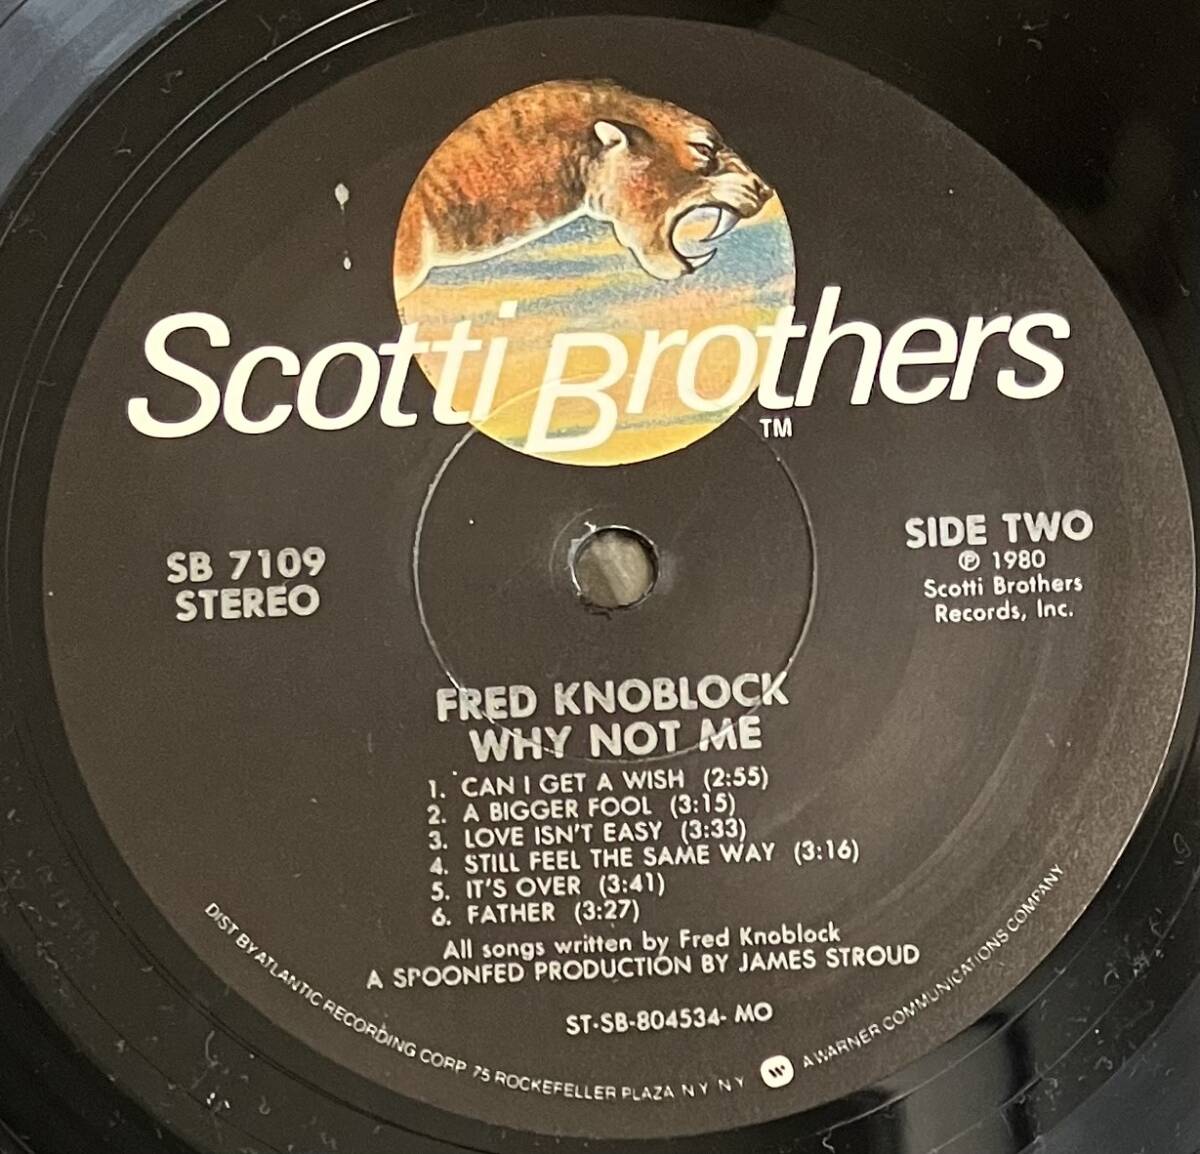 Scotti Brothers
TM
SB 7109
STEREO
SIDE TWO
℗ 1980
Scotti Brothers
Records, Inc.
FRED KNOBLOCK
WHY NOT ME
1. CAN I GET A WISH (2:55)
2. A BIGGER FOOL (3:15)
3. LOVE ISN'T EASY (3:33)
4. STILL FEEL THE SAME WAY (3:16)
5. IT'S OVER (3:41)
6. FATHER (3:27)
All songs written by Fred Knoblock
A SPOONFED PRODUCTION BY JAMES STROUD
ST-SB-804534-MO
DIST BY ATLANTIC RECORDING CORP 75 ROCKEFELLER PLAZA N Y N Y W A WARNER COMMUNICATIONS COMPANY